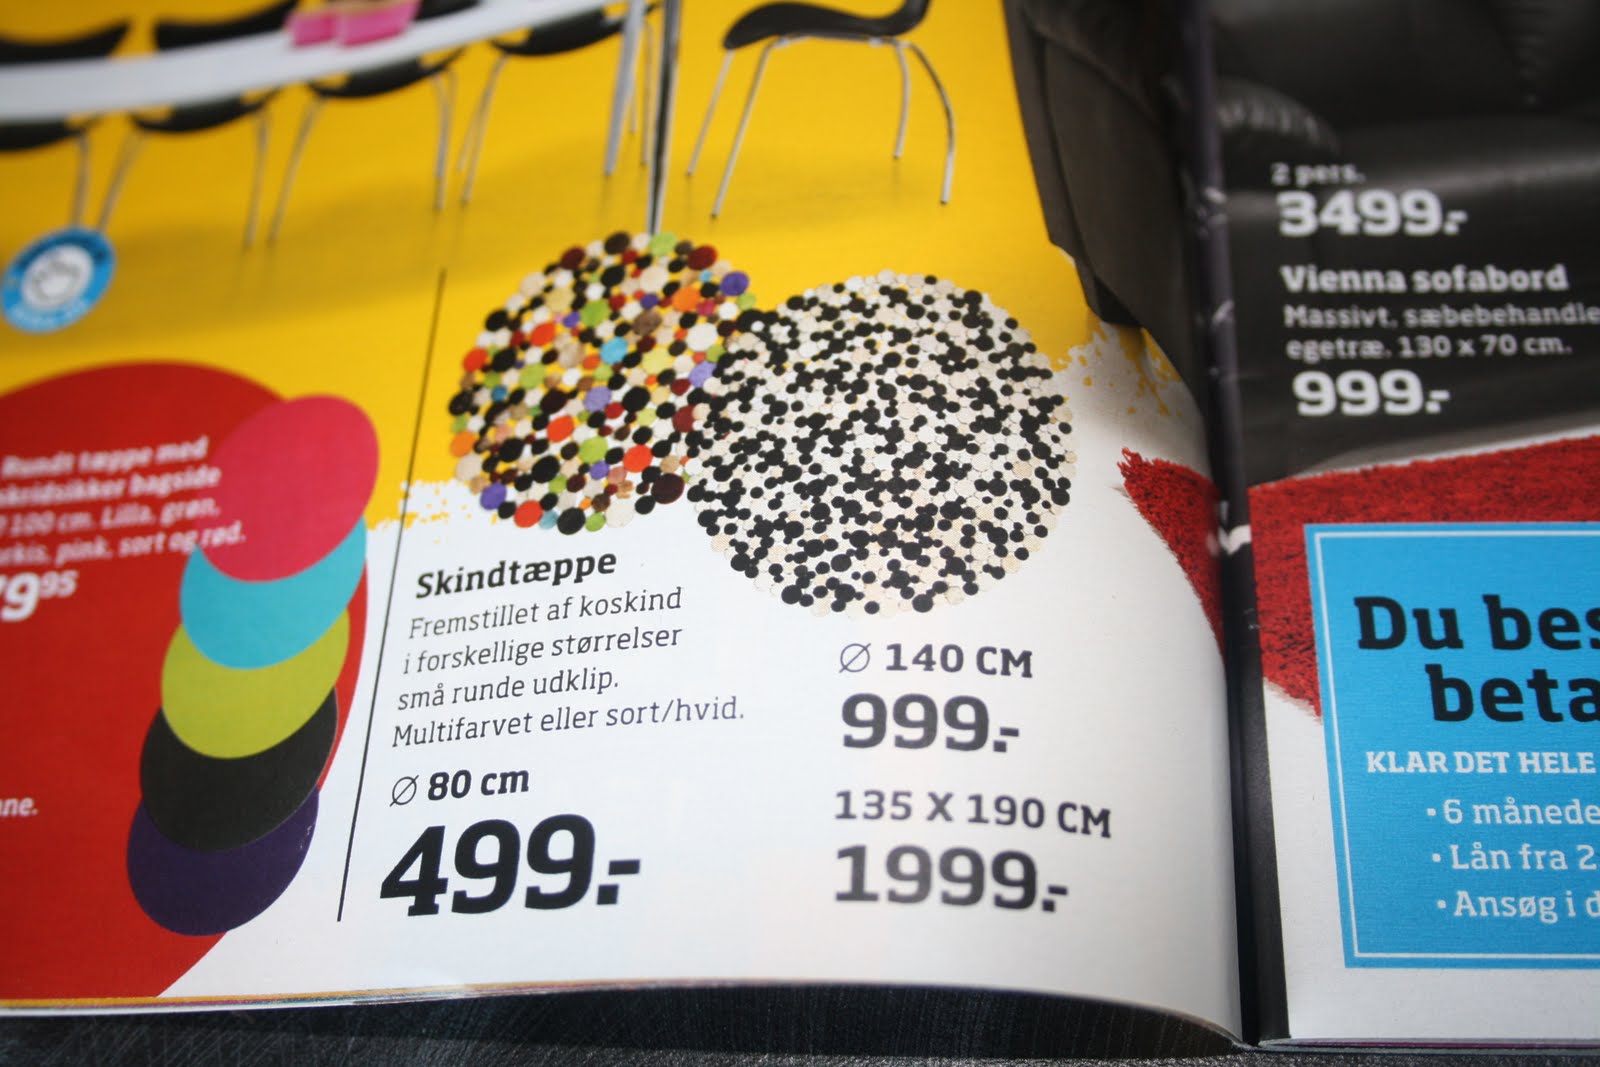 Rundt tæppe med
skridsikker bagside
100 cm. Lilla, grøn,
pink, sort og rød.
9⁹⁵
Skindtæppe
Fremstillet af koskind
i forskellige størrelser
små runde udklip.
Multifarvet eller sort/hvid.
Ø 80 cm
499.-
Ø 140 CM
999.-
135 X 190 CM
1999.-
2 pers.
3499.-
Vienna sofabord
Massivt, sæbebehandle
egetræ. 130 x 70 cm.
999.-
Du bes
beta
KLAR DET HELE
• 6 månede
• Lån fra 2.
• Ansøg i d